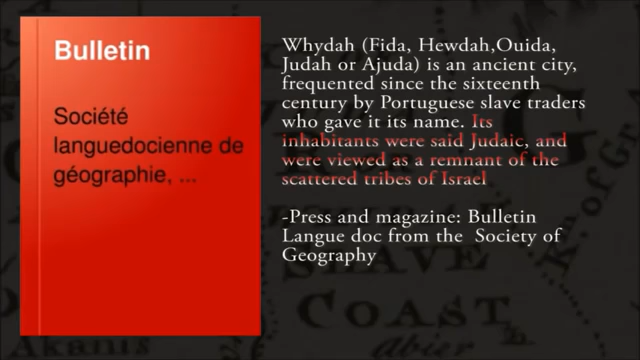 Bulletin
Société
languedocienne de
géographie, ...
Whydah (Fida, Hewdah,Ouida,
Judah or Ajuda) is an ancient city,
frequented since the sixteenth
century by Portuguese slave traders
who gave it its name. Its
inhabitants were said Judaic, and
were viewed as a remnant of the
scattered tribes of Israel
-Press and magazine: Bulletin
Langue doc from the Society of
Geography
SLAVE
COAST
Akanis